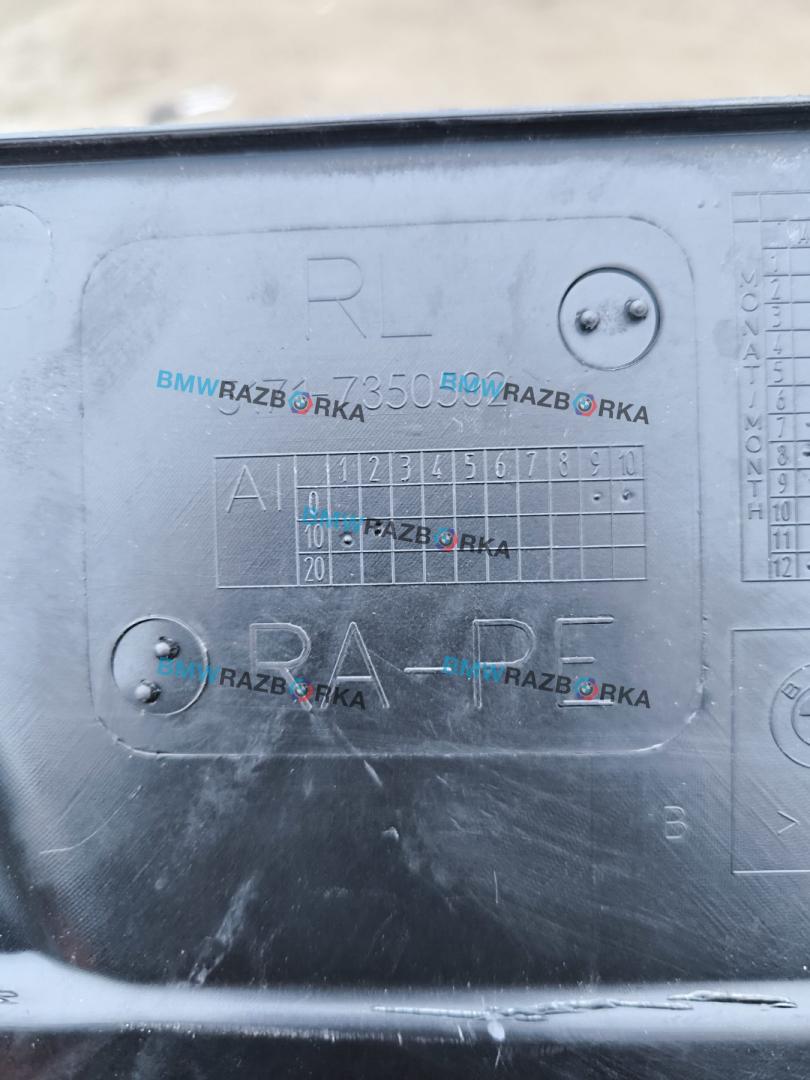 RL
BMWRAZBORKA
BMWRAZBORKA
AI 1 2 3 4 5 6 7 8 9 10
0
10
20
BMWRAZBORKA
RA-PE
BMWRAZBORKA
BMWRAZBORKA
B
>
MONAT/MONTH
1
2
3
4
5
6
7
8
9
10
11
12
B